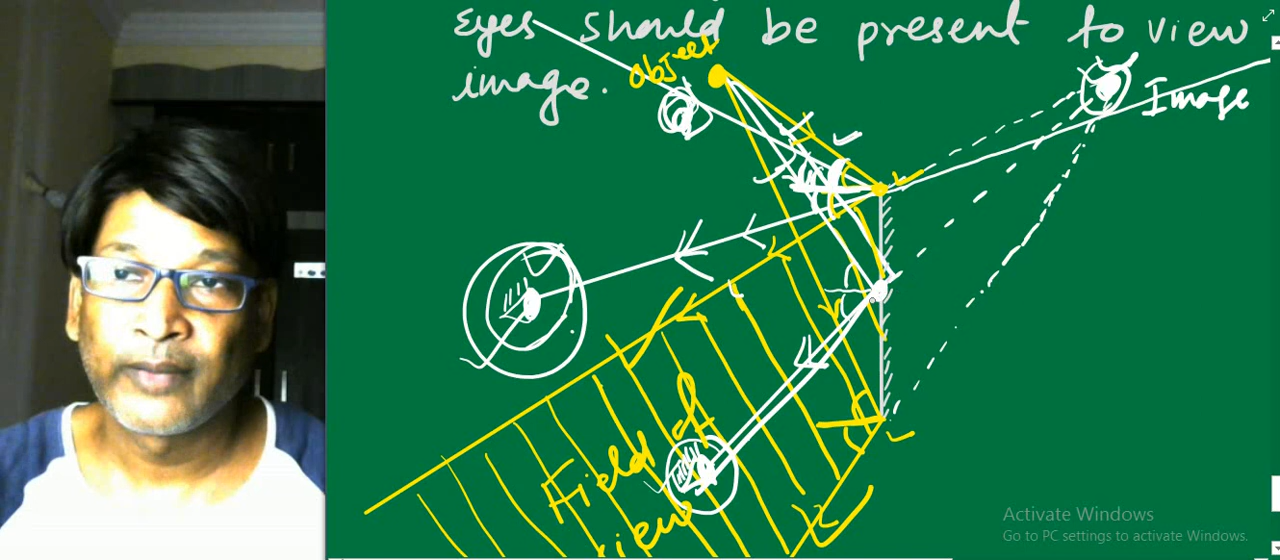 Eyes should be present to view
image.
Object
Image
Field of
view
Activate Windows
Go to PC settings to activate Windows.